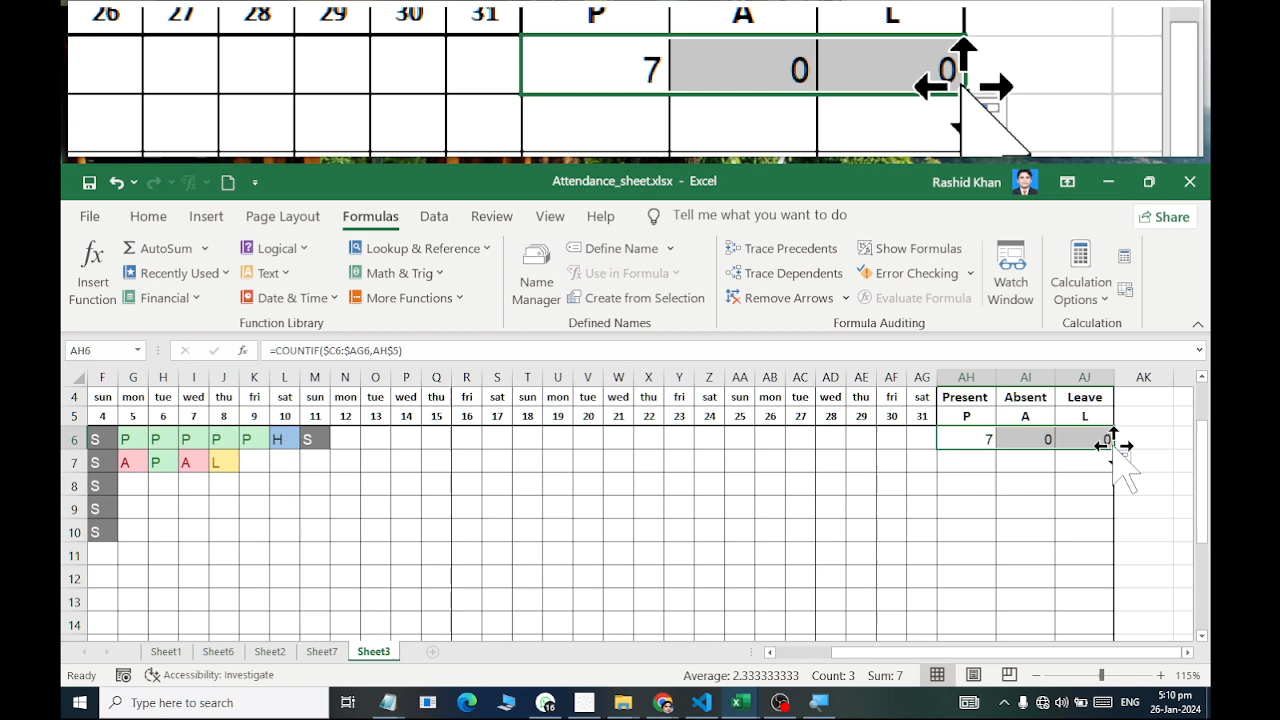 26 27 28 29 30 31 P A L
7 0 0
Attendance_sheet.xlsx - Excel Rashid Khan
File Home Insert Page Layout Formulas Data Review View Help Tell me what you want to do Share
Insert Function
AutoSum Recently Used Financial
Logical Text Date & Time
Lookup & Reference Math & Trig More Functions
Name Manager
Define Name Use in Formula Create from Selection
Trace Precedents Trace Dependents Remove Arrows
Show Formulas Error Checking Evaluate Formula
Watch Window
Calculation Options
Function Library Defined Names Formula Auditing Calculation
AH6 fx =COUNTIF($C6:$AG6,AH$5)
F G H I J K L M N O P Q R S T U V W X Y Z AA AB AC AD AE AF AG AH AI AJ AK
4 sun mon tue wed thu fri sat sun mon tue wed thu fri sat sun mon tue wed thu fri sat sun mon tue wed thu fri sat Present Absent Leave
5 4 5 6 7 8 9 10 11 12 13 14 15 16 17 18 19 20 21 22 23 24 25 26 27 28 29 30 31 P A L
6 S P P P P P H S 7 0 0
7 S A P A L
8 S
9 S
10 S
11
12
13
14
Sheet1 Sheet6 Sheet2 Sheet7 Sheet3
Ready Accessibility: Investigate Average: 2.333333333 Count: 3 Sum: 7 115%
Type here to search 16 ENG 5:10 pm
26-Jan-2024